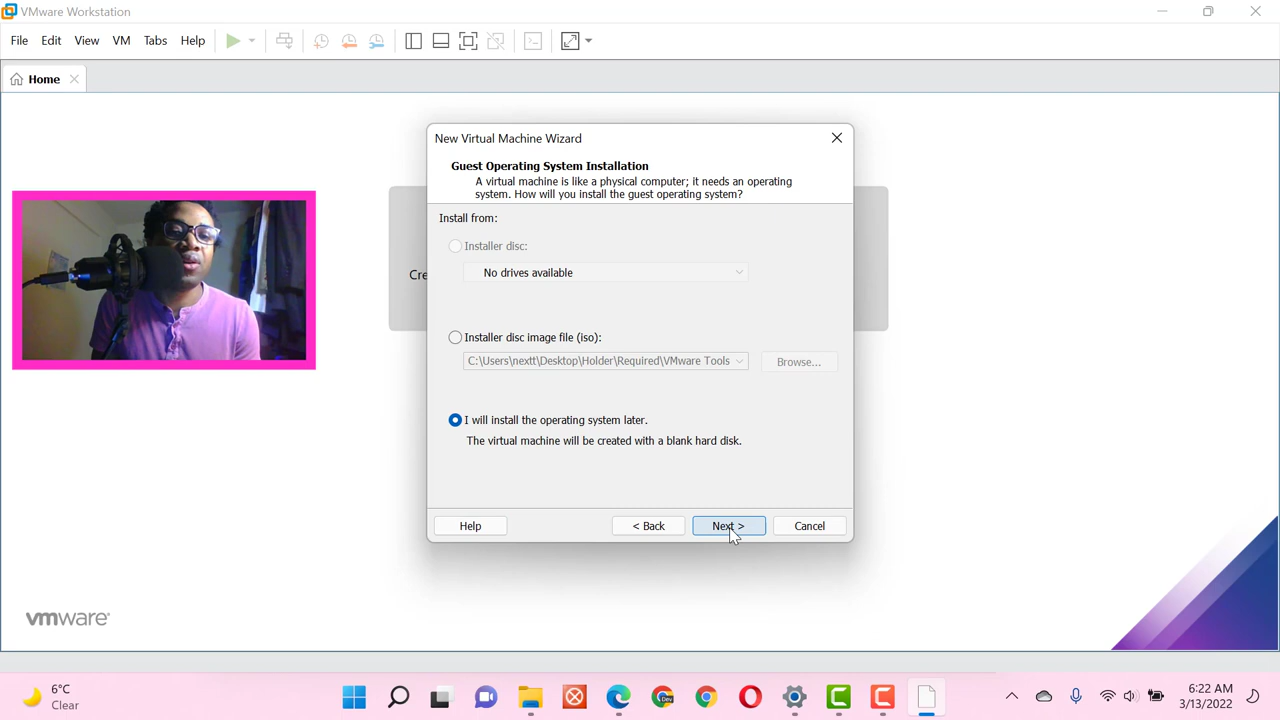 VMware Workstation
File Edit View VM Tabs Help
Home
New Virtual Machine Wizard
Guest Operating System Installation
A virtual machine is like a physical computer; it needs an operating
system. How will you install the guest operating system?
Install from:
Installer disc:
No drives available
Cre
Installer disc image file (iso):
C:\Users\nextt\Desktop\Holder\Required\VMware Tools
Browse...
I will install the operating system later.
The virtual machine will be created with a blank hard disk.
Help < Back Next > Cancel
vmware®
6°C
Clear
DEV
6:22 AM
3/13/2022